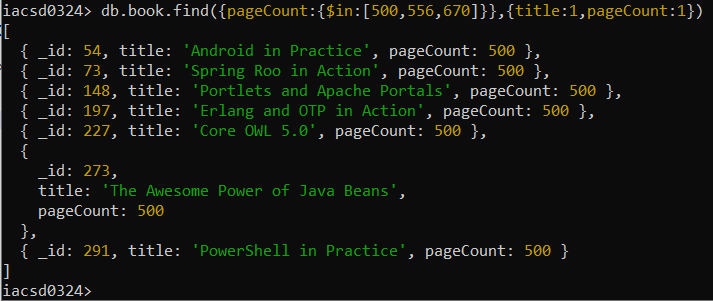 iacsd0324> db.book.find({pageCount:{$in:[500,556,670]}},{title:1,pageCount:1})
[
  { _id: 54, title: 'Android in Practice', pageCount: 500 },
  { _id: 73, title: 'Spring Roo in Action', pageCount: 500 },
  { _id: 148, title: 'Portlets and Apache Portals', pageCount: 500 },
  { _id: 197, title: 'Erlang and OTP in Action', pageCount: 500 },
  { _id: 227, title: 'Core OWL 5.0', pageCount: 500 },
  {
    _id: 273,
    title: 'The Awesome Power of Java Beans',
    pageCount: 500
  },
  { _id: 291, title: 'PowerShell in Practice', pageCount: 500 }
]
iacsd0324>